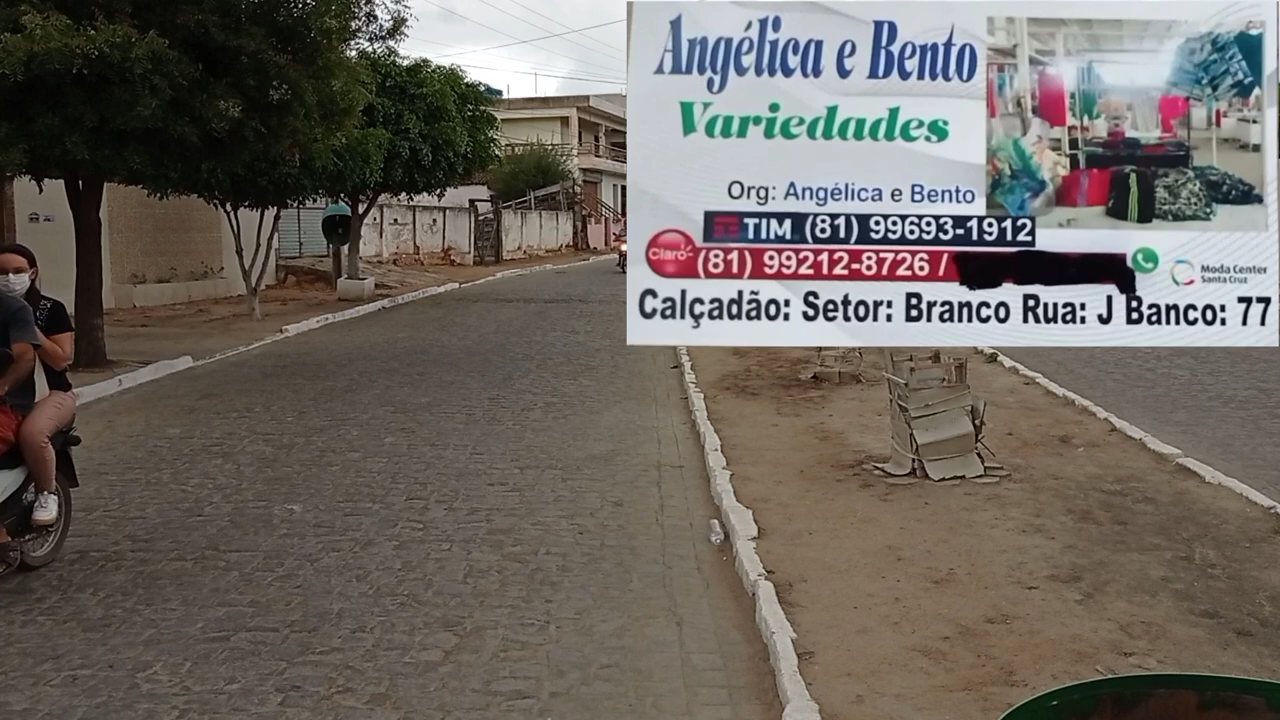 Angélica e Bento
Variedades
Org: Angélica e Bento
TIM (81) 99693-1912
Claro (81) 99212-8726 /
Moda Center
Santa Cruz
Calçadão: Setor: Branco Rua: J Banco: 77